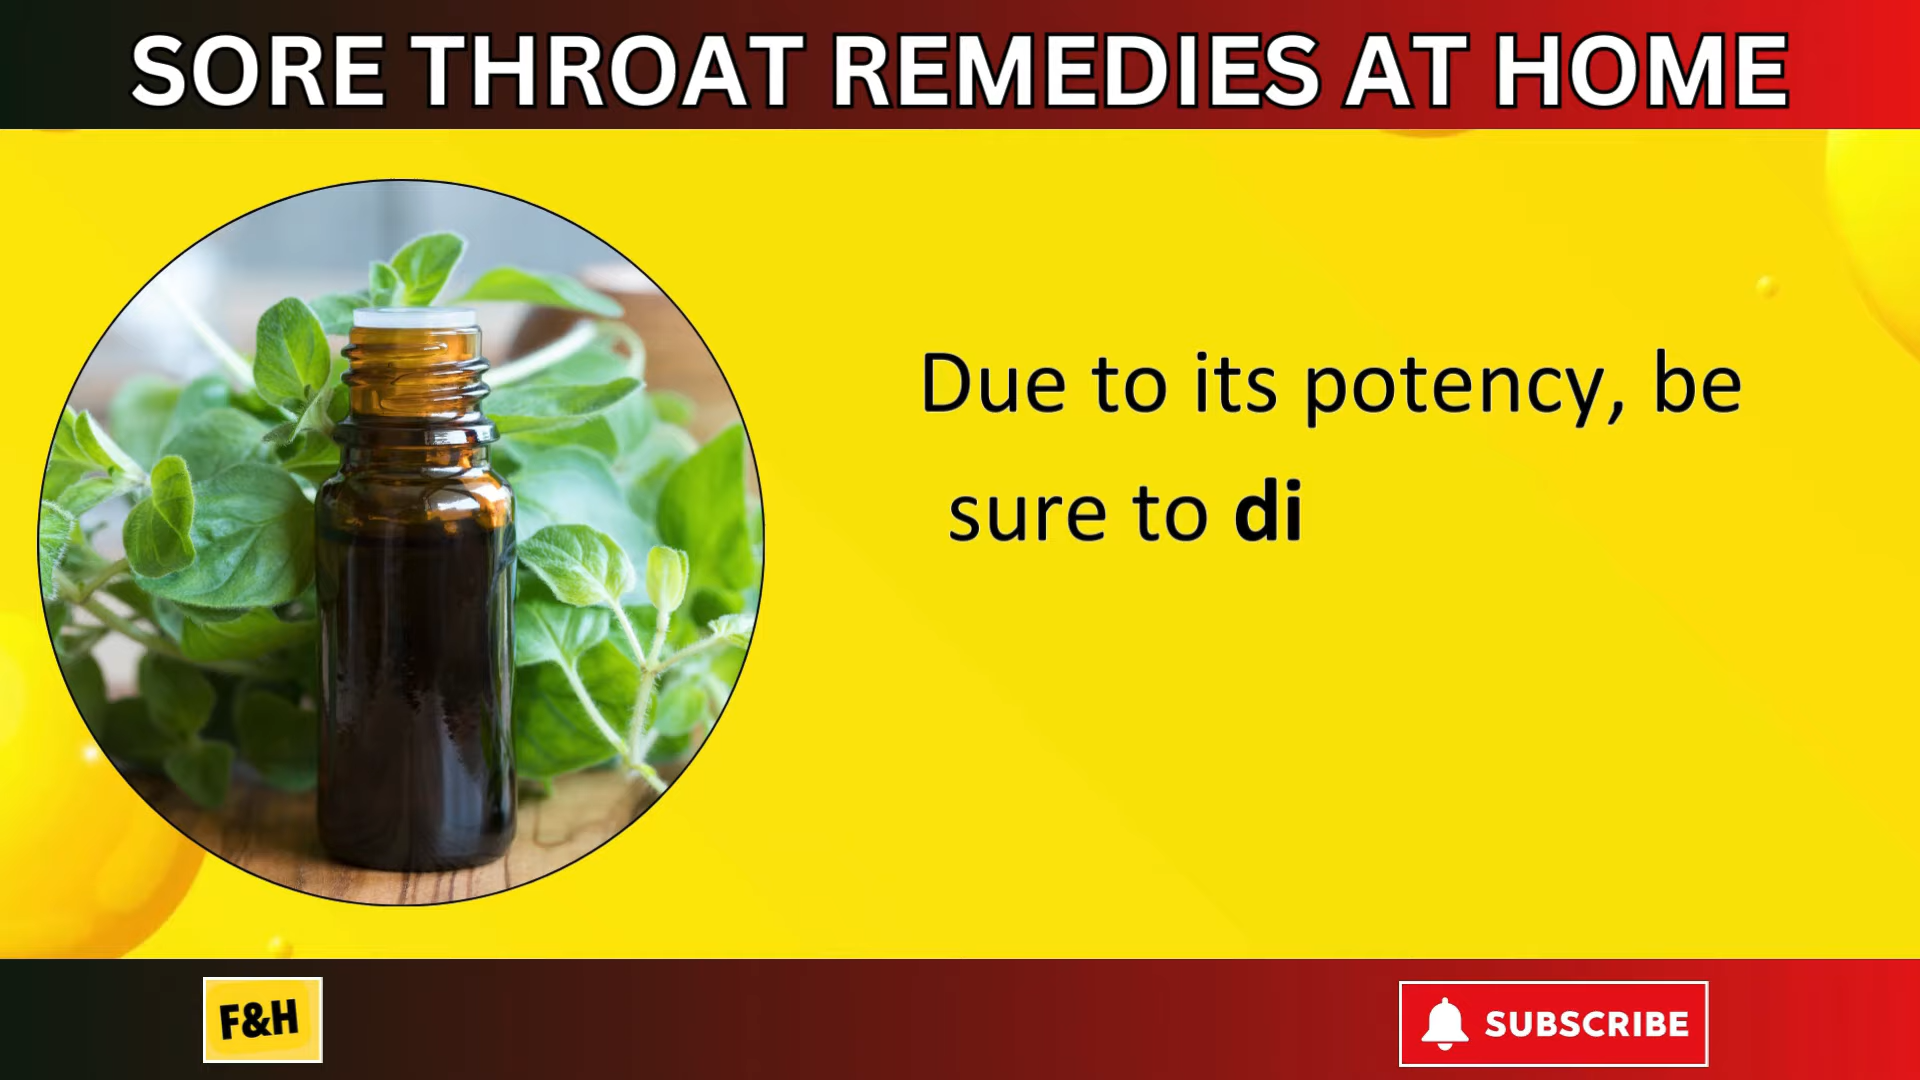 SORE THROAT REMEDIES AT HOME
Due to its potency, be
sure to di
F&H
SUBSCRIBE